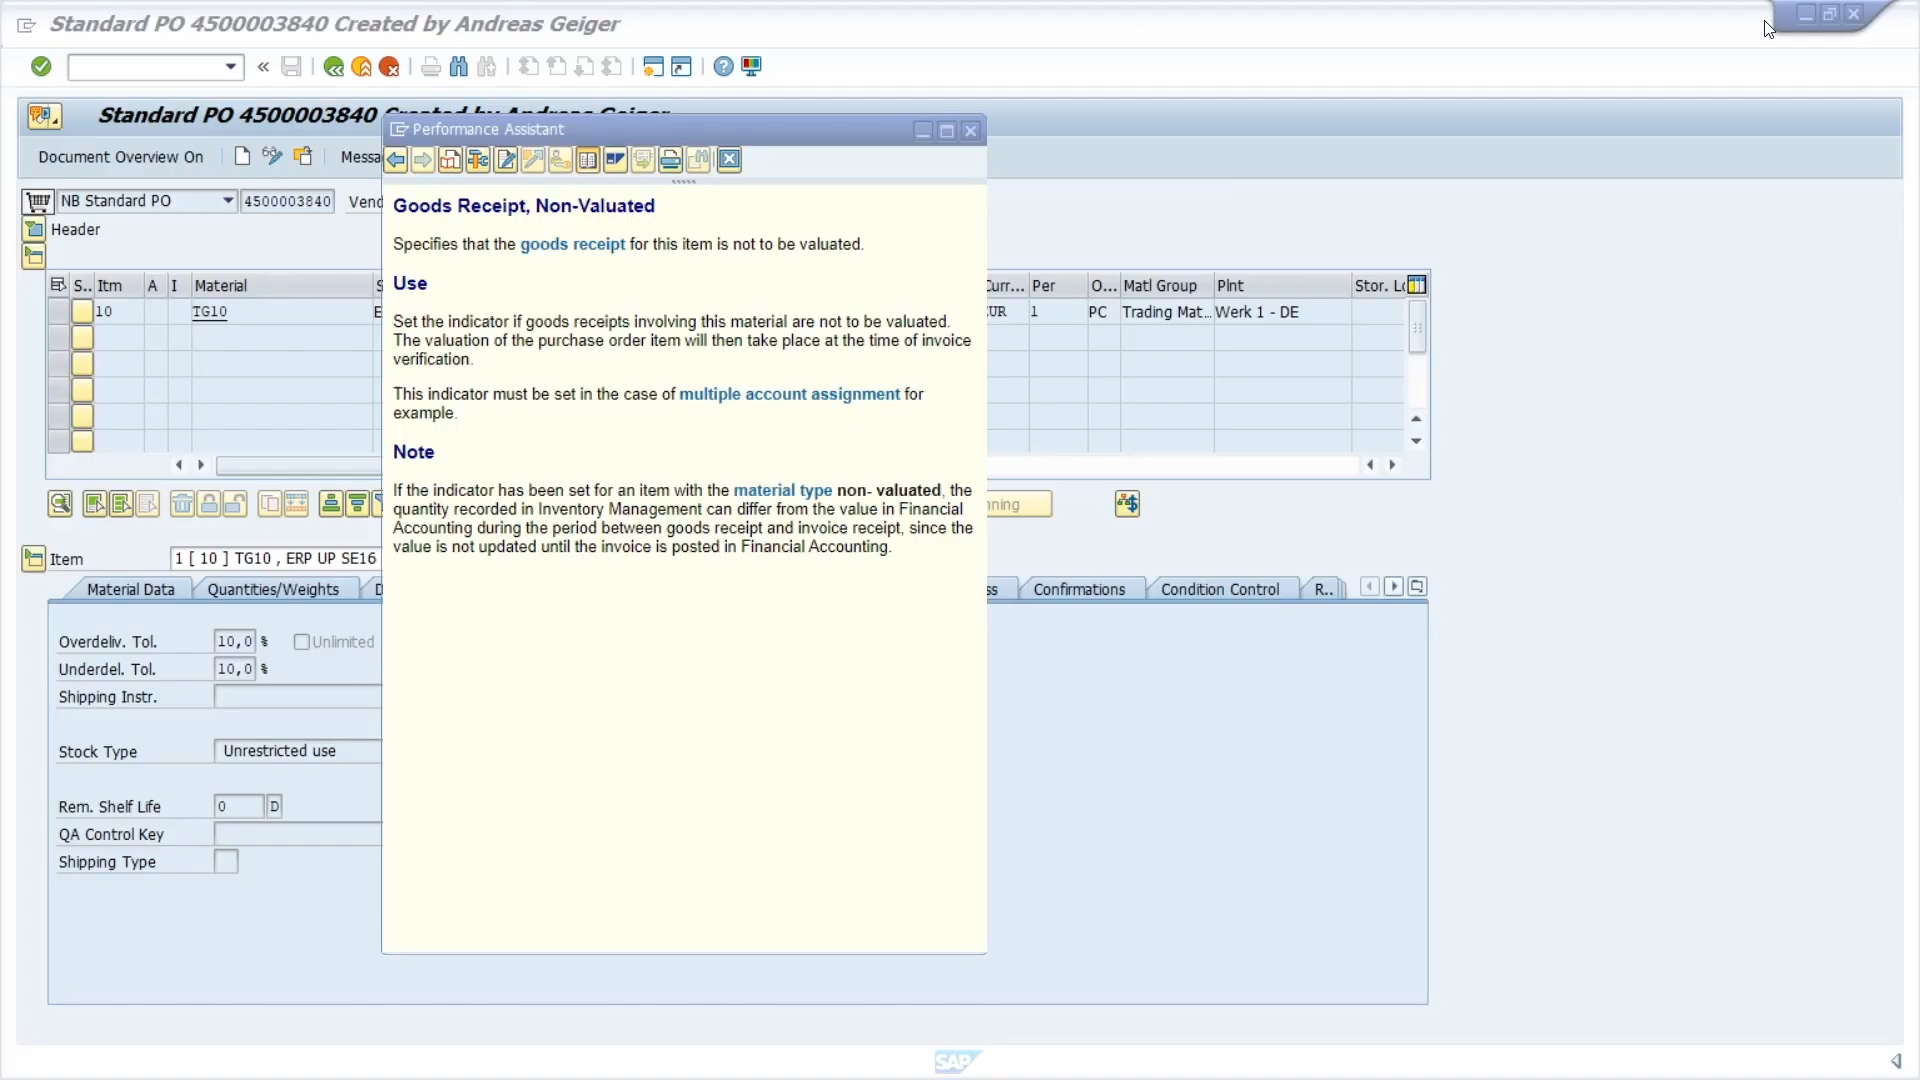 Standard PO 4500003840 Created by Andreas Geiger
Standard PO 4500003840 Created by Andreas Geiger
Performance Assistant
Document Overview On
NB Standard PO
4500003840
Goods Receipt, Non-Valuated
Header
Specifies that the goods receipt for this item is not to be valuated.
Use
S.. Itm A I Material
Curr... Per O... Matl Group Plnt
10 TG10
1 PC Trading Mat... Werk 1 - DE
Set the indicator if goods receipts involving this material are not to be valuated.
The valuation of the purchase order item will then take place at the time of invoice
verification.
This indicator must be set in the case of multiple account assignment for
example.
Note
If the indicator has been set for an item with the material type non- valuated, the
quantity recorded in Inventory Management can differ from the value in Financial
Accounting during the period between goods receipt and invoice receipt, since the
value is not updated until the invoice is posted in Financial Accounting.
Item
1 [ 10 ] TG10 , ERP UP SE16
Material Data Quantities/Weights
Confirmations Condition Control R..
Overdeliv. Tol. 10,0 % Unlimited
Underdel. Tol. 10,0 %
Shipping Instr.
Stock Type Unrestricted use
Rem. Shelf Life 0 D
QA Control Key
Shipping Type
SAP